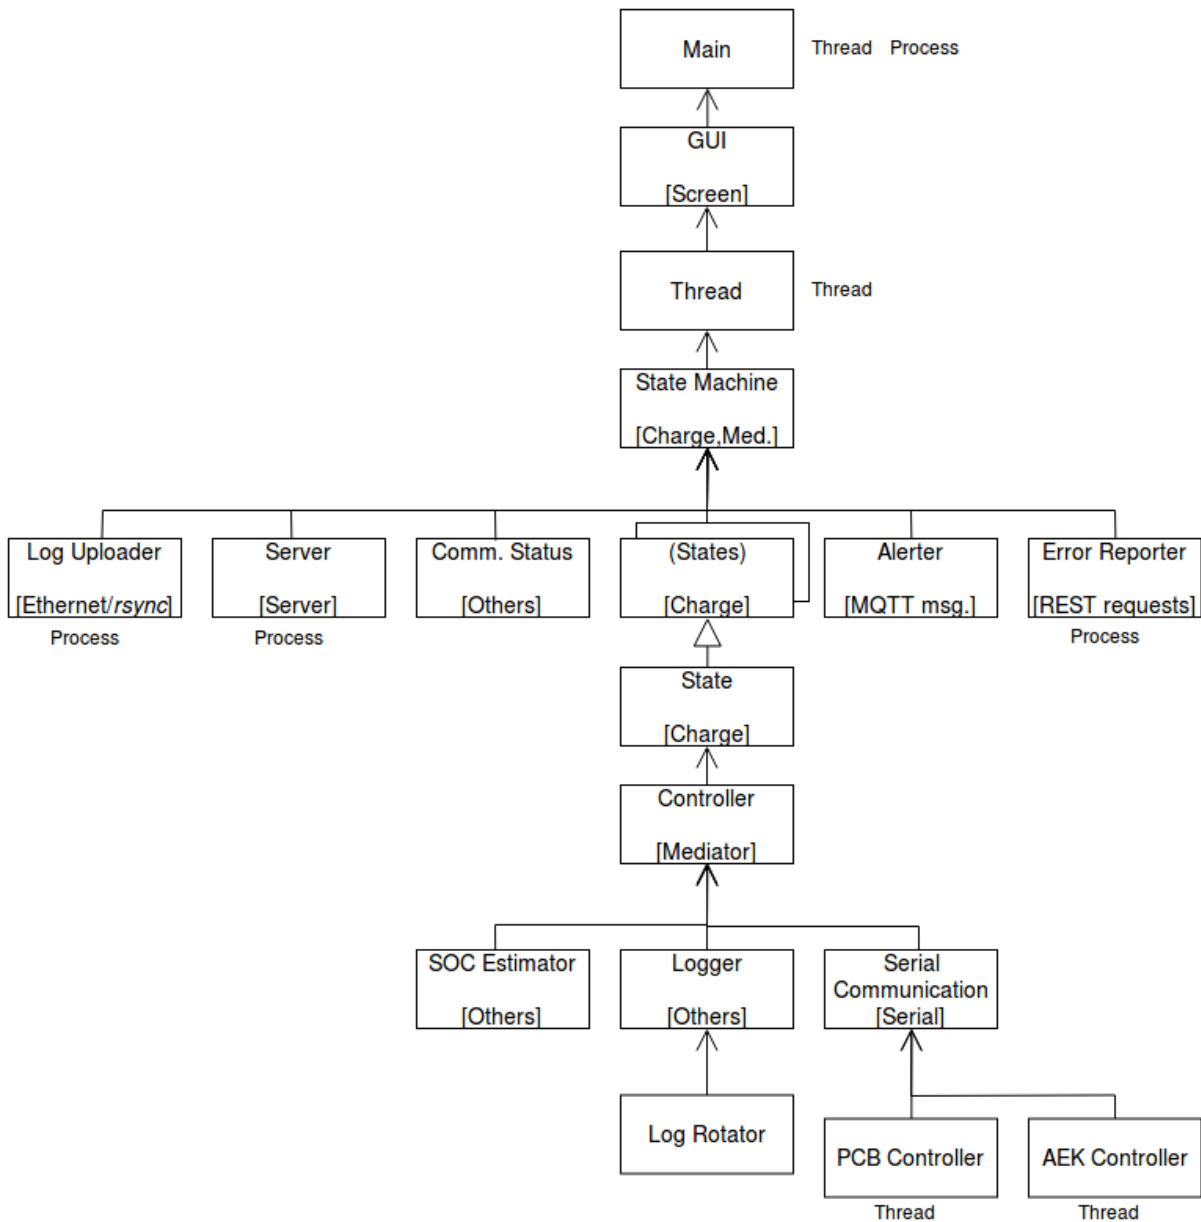 Main
Thread Process
GUI
[Screen]
Thread
Thread
State Machine
[Charge,Med.]
Log Uploader
[Ethernet/rsync]
Process
Server
[Server]
Process
Comm. Status
[Others]
(States)
[Charge]
Alerter
[MQTT msg.]
Error Reporter
[REST requests]
Process
State
[Charge]
Controller
[Mediator]
SOC Estimator
[Others]
Logger
[Others]
Serial
Communication
[Serial]
Log Rotator
PCB Controller
Thread
AEK Controller
Thread